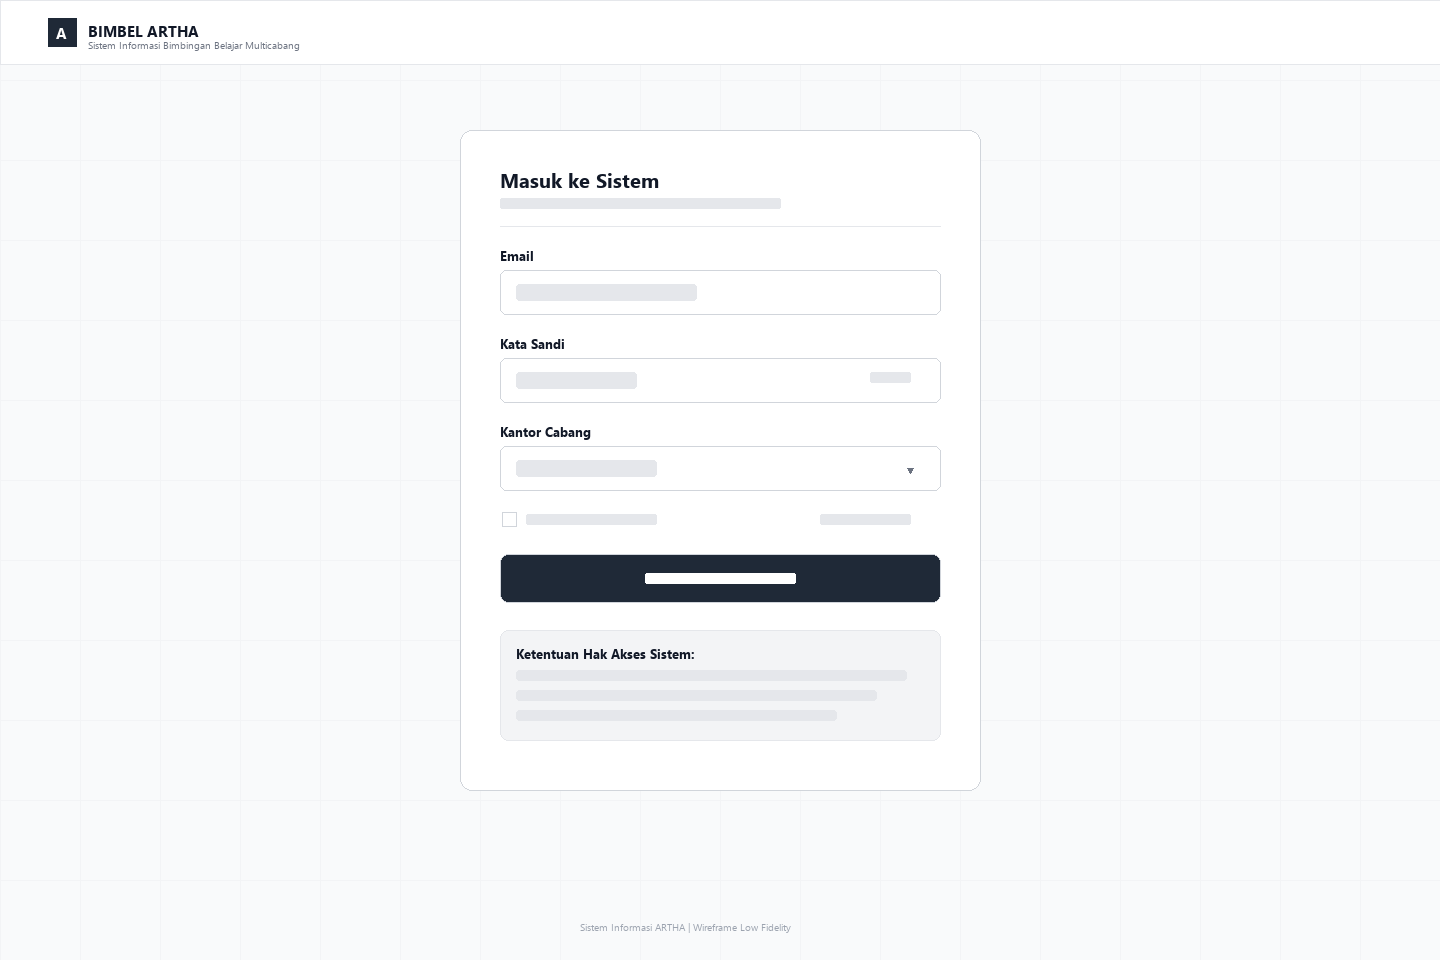 A
BIMBEL ARTHA
Sistem Informasi Bimbingan Belajar Multicabang
Masuk ke Sistem
Email
Kata Sandi
Kantor Cabang
▼
Ketentuan Hak Akses Sistem:
Sistem Informasi ARTHA | Wireframe Low Fidelity